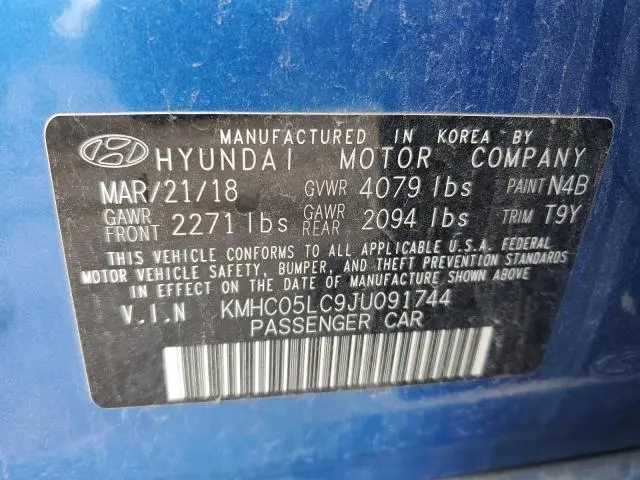 MANUFACTURED IN KOREA BY
HYUNDAI MOTOR COMPANY
MAR/21/18 GVWR 4079 lbs PAINT N4B
GAWR FRONT 2271 lbs GAWR REAR 2094 lbs TRIM T9Y
THIS VEHICLE CONFORMS TO ALL APPLICABLE U.S.A. FEDERAL
MOTOR VEHICLE SAFETY, BUMPER, AND THEFT PREVENTION STANDARDS
IN EFFECT ON THE DATE OF MANUFACTURE SHOWN ABOVE.
V.I.N KMHC05LC9JU091744
PASSENGER CAR